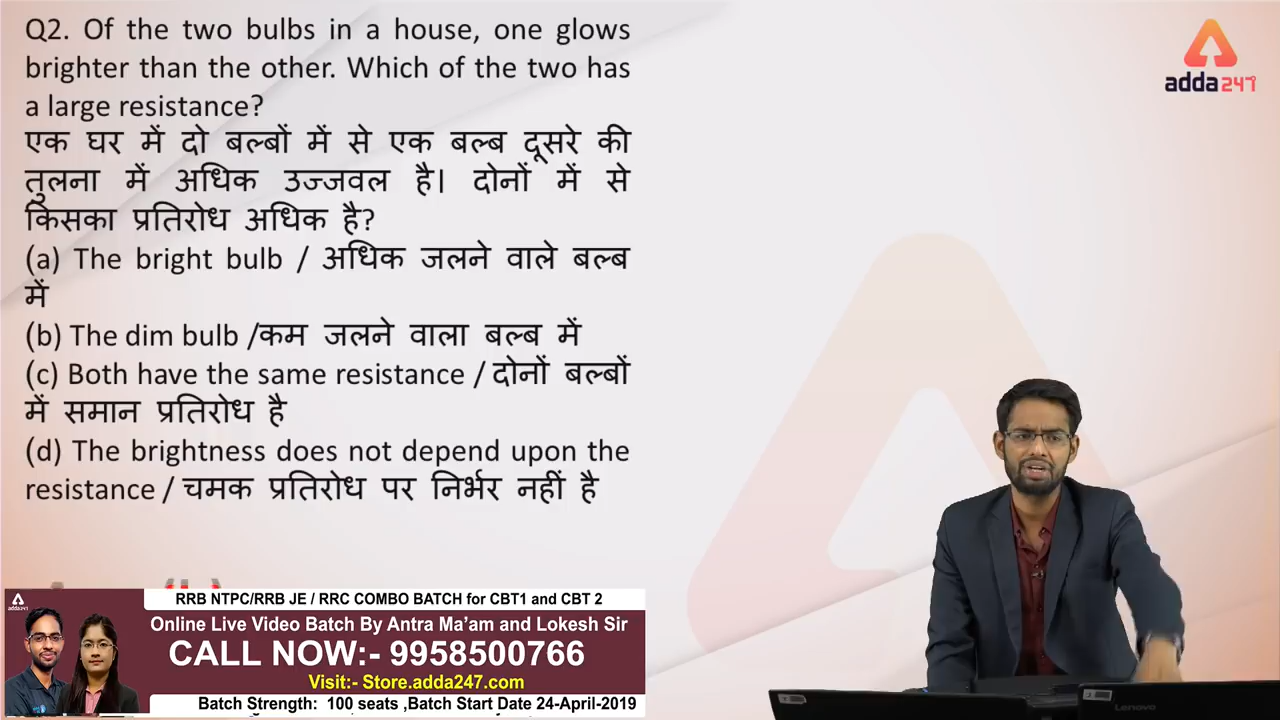 Q2. Of the two bulbs in a house, one glows
brighter than the other. Which of the two has
a large resistance?
एक घर में दो बल्बों में से एक बल्ब दूसरे की
तुलना में अधिक उज्जवल है। दोनों में से
किसका प्रतिरोध अधिक है?
(a) The bright bulb / अधिक जलने वाले बल्ब
में
(b) The dim bulb /कम जलने वाला बल्ब में
(c) Both have the same resistance / दोनों बल्बों
में समान प्रतिरोध है
(d) The brightness does not depend upon the
resistance / चमक प्रतिरोध पर निर्भर नहीं है
adda247
adda247
RRB NTPC/RRB JE / RRC COMBO BATCH for CBT1 and CBT 2
Online Live Video Batch By Antra Ma'am and Lokesh Sir
CALL NOW:- 9958500766
Visit:- Store.adda247.com
Batch Strength: 100 seats ,Batch Start Date 24-April-2019
Lenovo